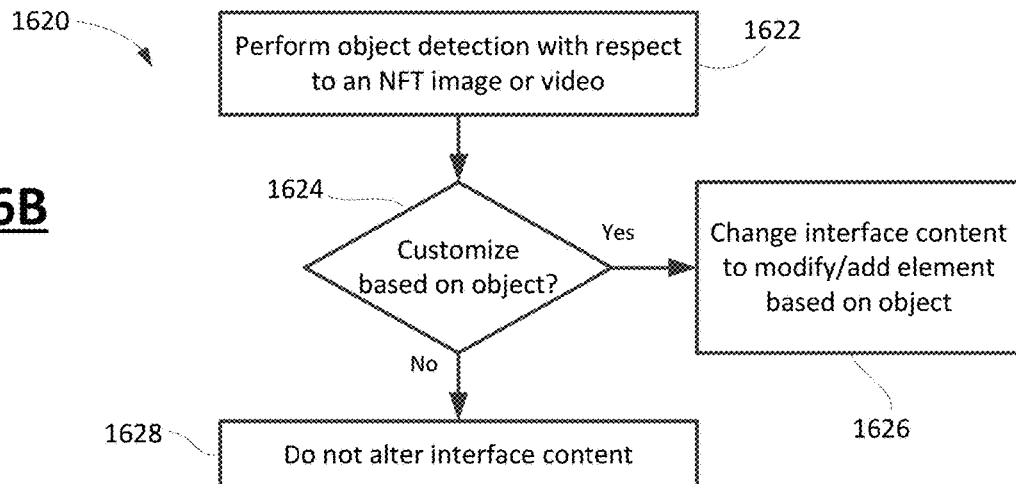 1620
Perform object detection with respect
to an NFT image or video
1622
6B
1624
Customize
based on object?
Yes
Change interface content
to modify/add element
based on object
No
1626
1628
Do not alter interface content